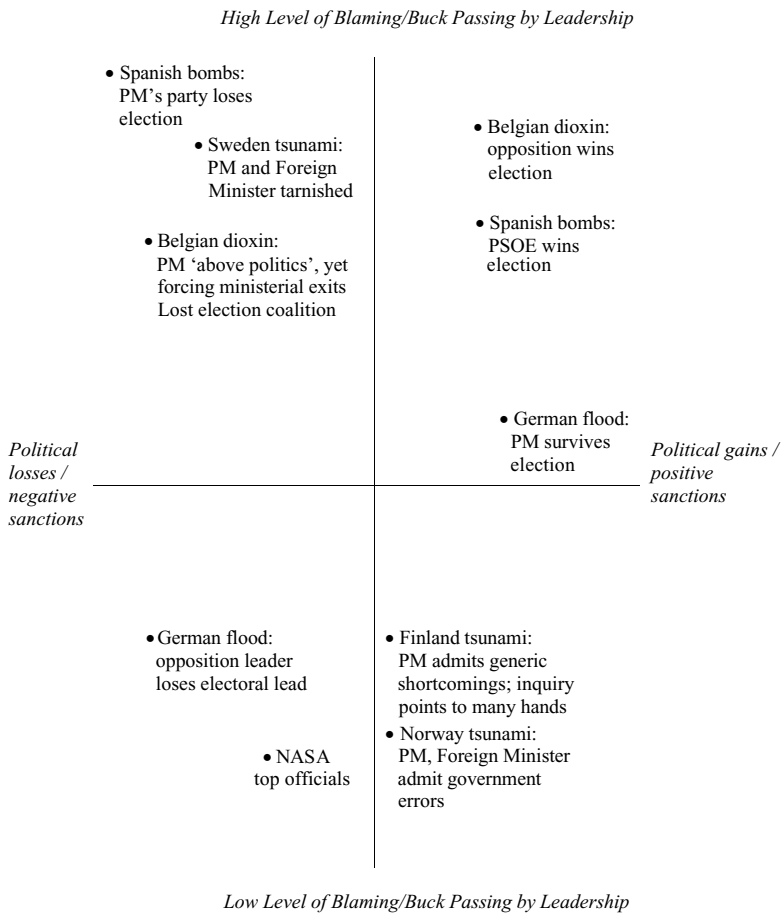 High Level of Blaming/Buck Passing by Leadership
• Spanish bombs:
PM’s party loses
election
• Sweden tsunami:
PM and Foreign
Minister tarnished
• Belgian dioxin:
PM ‘above politics’, yet
forcing ministerial exits
Lost election coalition
• Belgian dioxin:
opposition wins
election
• Spanish bombs:
PSOE wins
election
• German flood:
PM survives
election
Political
losses /
negative
sanctions
Political gains /
positive
sanctions
• German flood:
opposition leader
loses electoral lead
• NASA
top officials
• Finland tsunami:
PM admits generic
shortcomings; inquiry
points to many hands
• Norway tsunami:
PM, Foreign Minister
admit government
errors
Low Level of Blaming/Buck Passing by Leadership